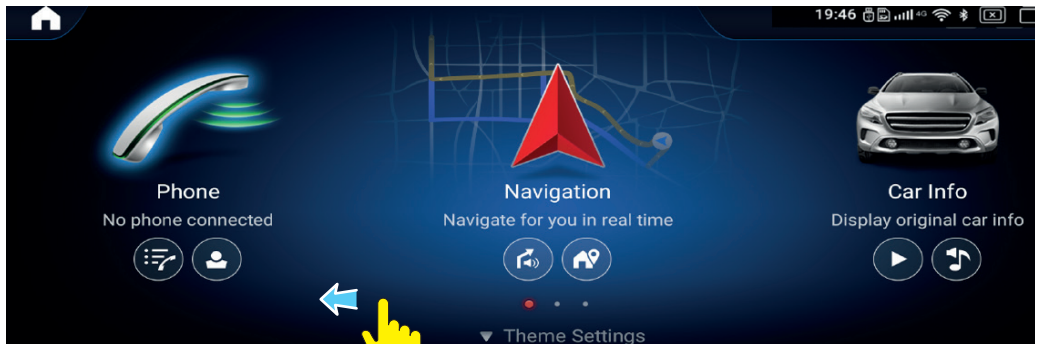 19:46 4G
Phone
No phone connected
Navigation
Navigate for you in real time
Car Info
Display original car info
Theme Settings